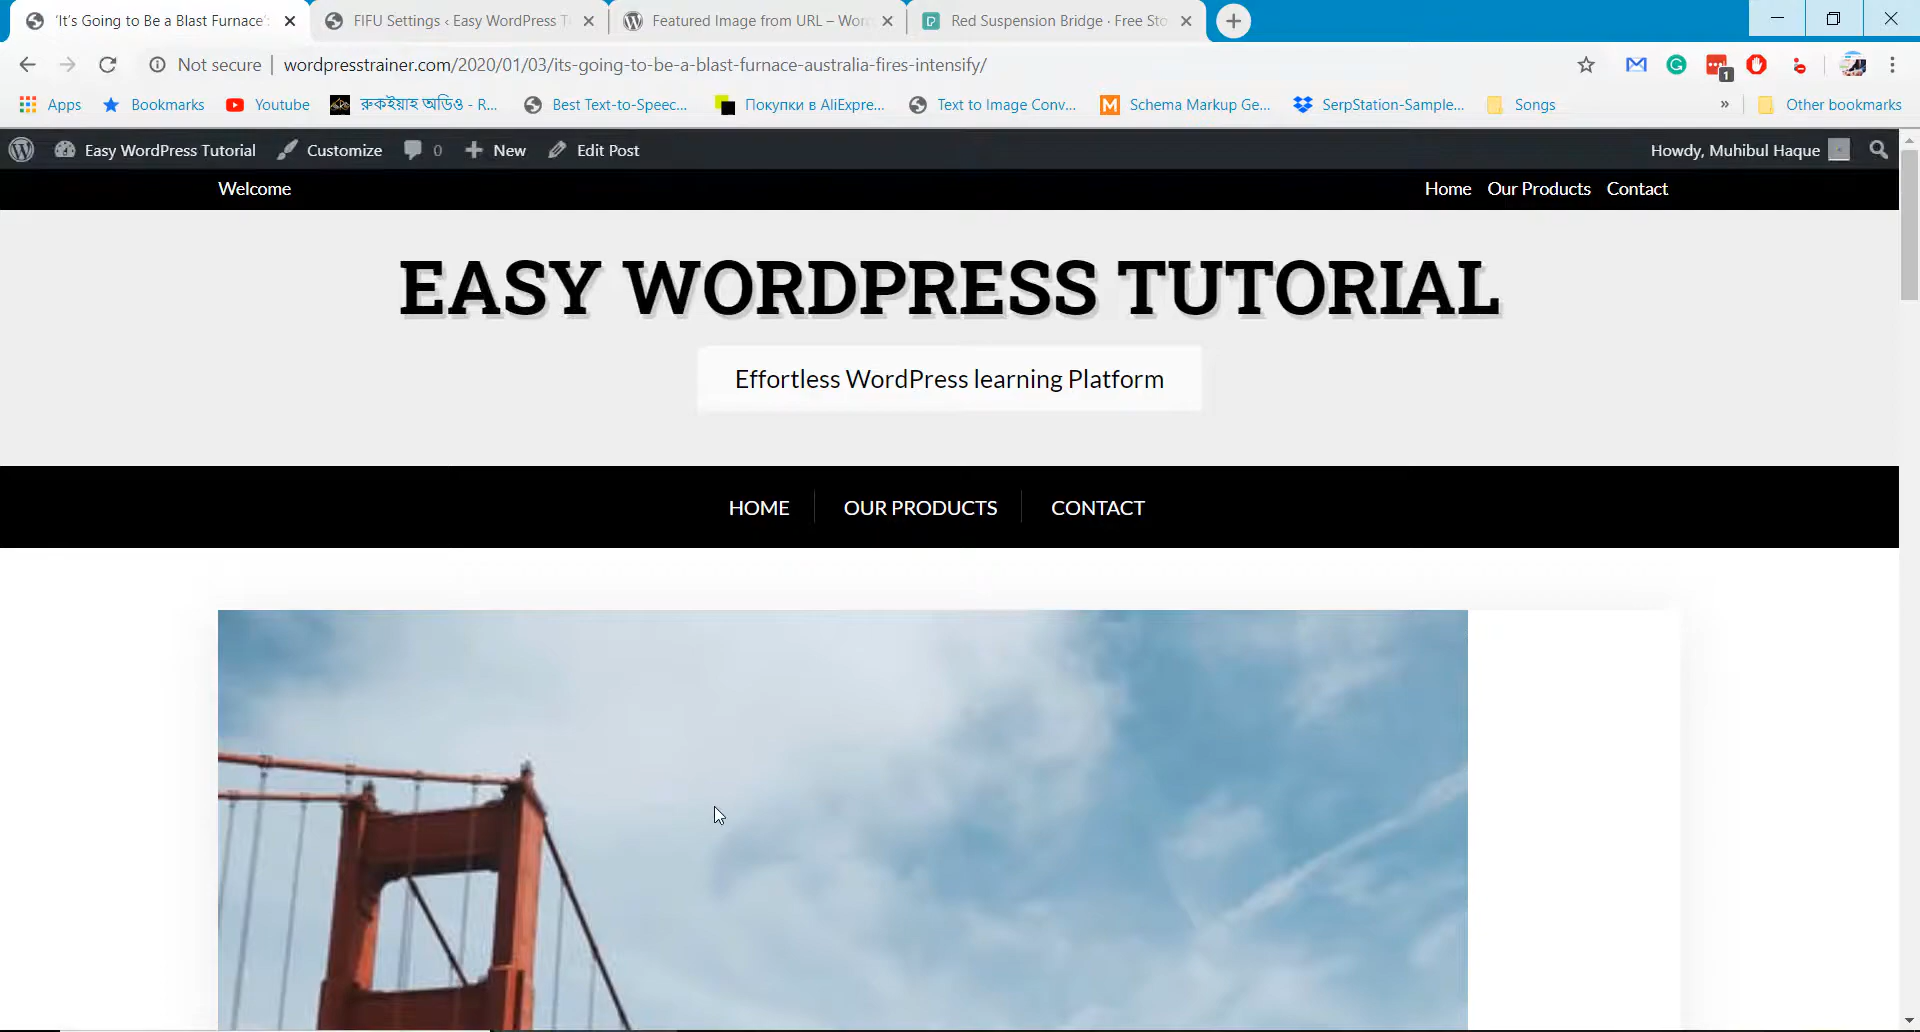 'It's Going to Be a Blast Furnace':
FIFU Settings ‹ Easy WordPress T
Featured Image from URL – Wor
Red Suspension Bridge · Free Sto
Not secure | wordpresstrainer.com/2020/01/03/its-going-to-be-a-blast-furnace-australia-fires-intensify/
1
Apps
Bookmarks
Youtube
রুকইয়াহ অডিও - R...
Best Text-to-Speec...
Покупки в AliExpre...
Text to Image Conv...
Schema Markup Ge...
SerpStation-Sample...
Songs
»
Other bookmarks
Easy WordPress Tutorial
Customize
0
New
Edit Post
Howdy, Muhibul Haque
Welcome
Home Our Products Contact
EASY WORDPRESS TUTORIAL
Effortless WordPress learning Platform
HOME
OUR PRODUCTS
CONTACT